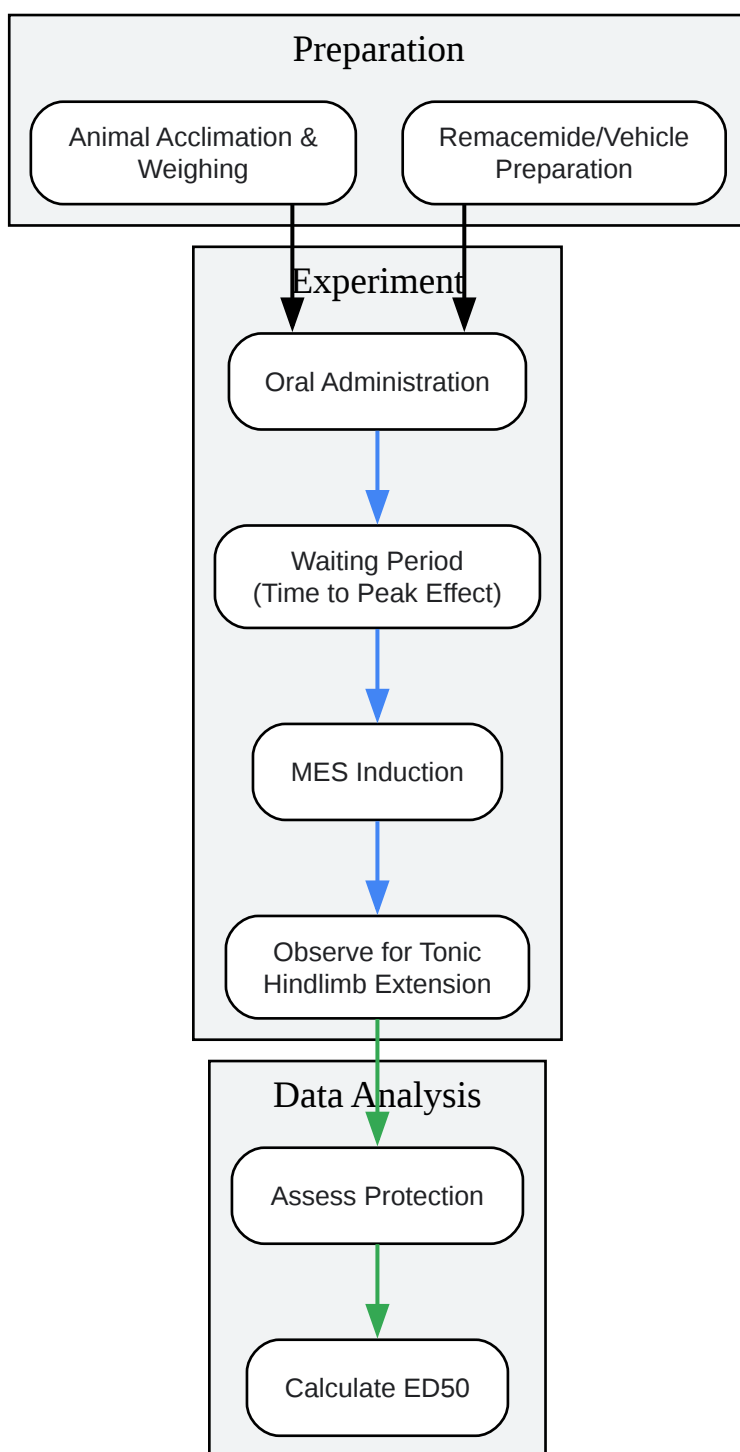 Preparation
Animal Acclimation &
Weighing
Remacemide/Vehicle
Preparation
Experiment
Oral Administration
Waiting Period
(Time to Peak Effect)
MES Induction
Observe for Tonic
Hindlimb Extension
Data Analysis
Assess Protection
Calculate ED50